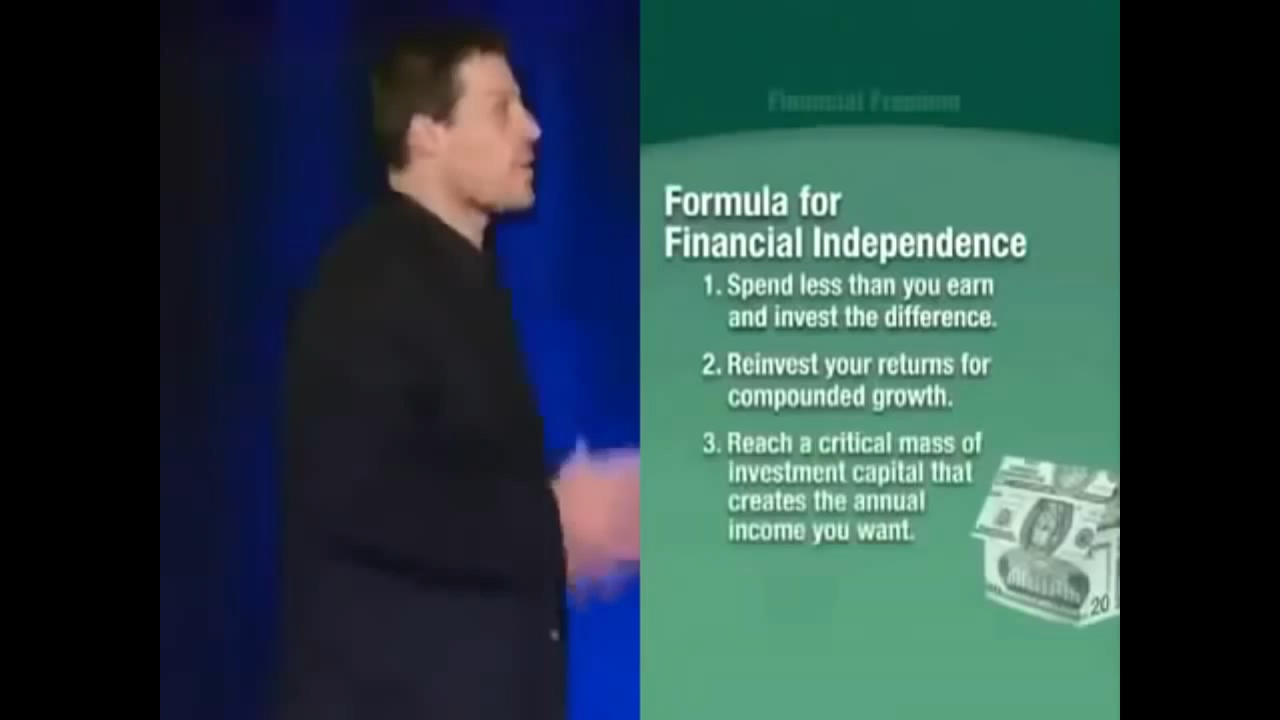 Financial Freedom
Formula for
Financial Independence
1. Spend less than you earn
and invest the difference.
2. Reinvest your returns for
compounded growth.
3. Reach a critical mass of
investment capital that
creates the annual
income you want.
20